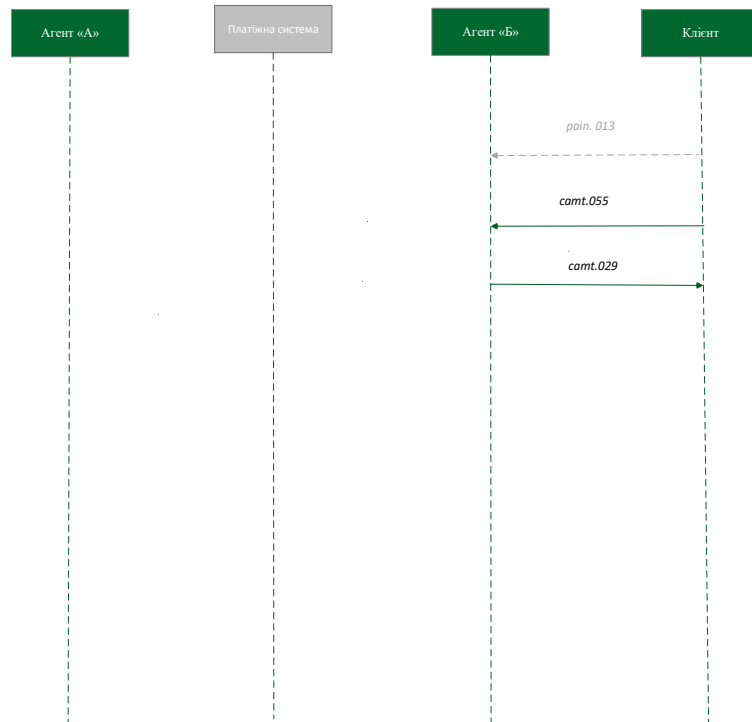 Агент «А»
Платіжна система
Агент «Б»
Клієнт
pain. 013
camt.055
camt.029